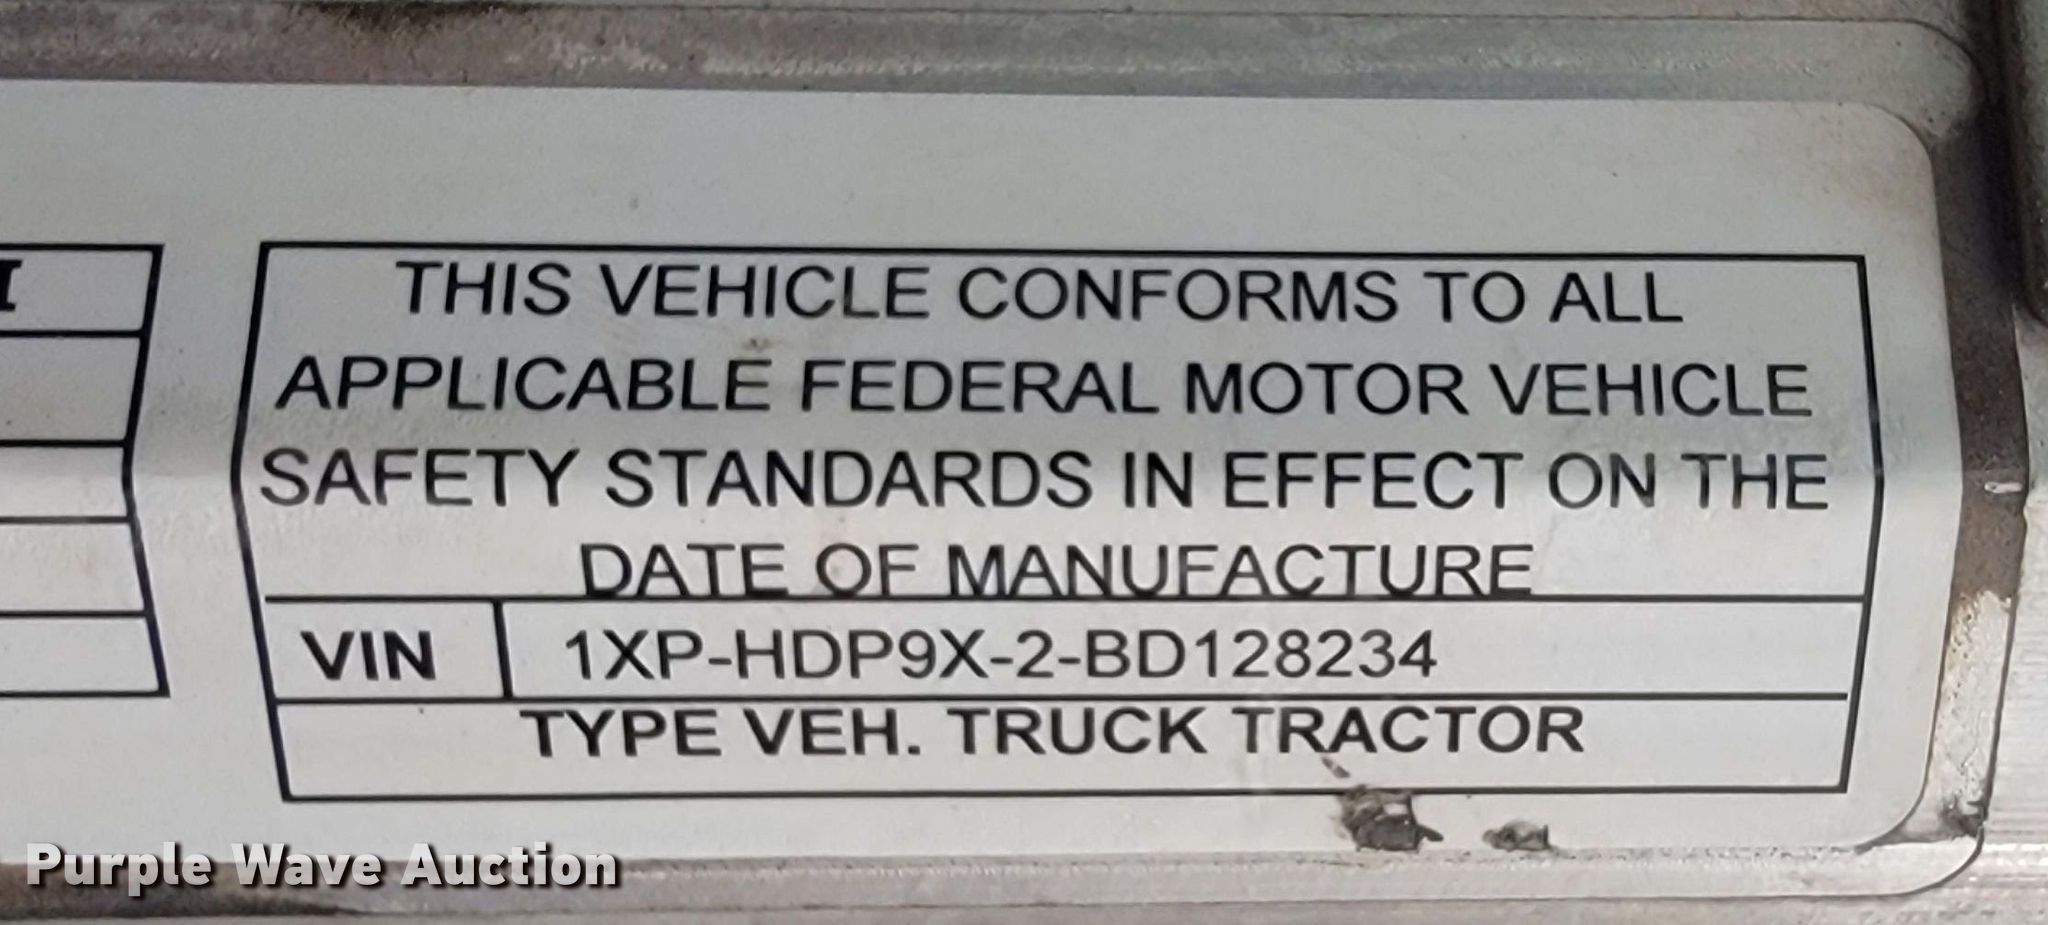 I
THIS VEHICLE CONFORMS TO ALL
APPLICABLE FEDERAL MOTOR VEHICLE
SAFETY STANDARDS IN EFFECT ON THE
DATE OF MANUFACTURE
VIN 1XP-HDP9X-2-BD128234
TYPE VEH. TRUCK TRACTOR
Purple Wave Auction